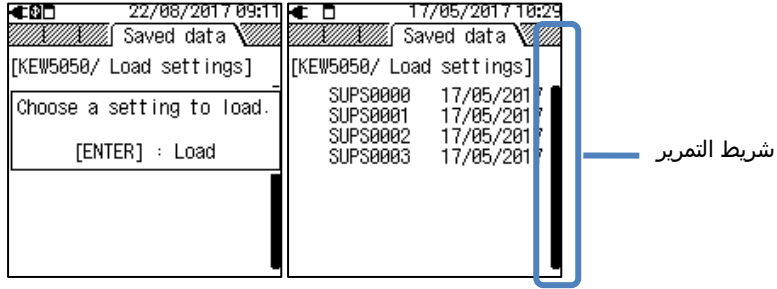 22/08/2017 09:11
Saved data
[KEW5050/ Load settings]
Choose a setting to load.
[ENTER] : Load
17/05/2017 10:29
Saved data
[KEW5050/ Load settings]
SUPS0000 17/05/2017
SUPS0001 17/05/2017
SUPS0002 17/05/2017
SUPS0003 17/05/2017
شريط التمرير